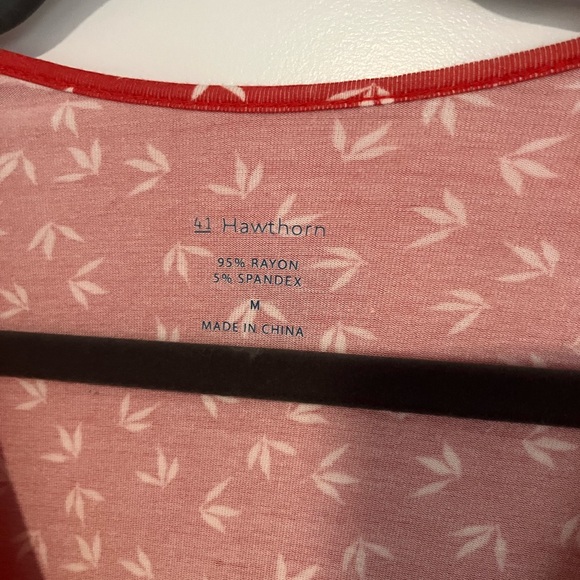 41 Hawthorn
95% RAYON
5% SPANDEX
M
MADE IN CHINA